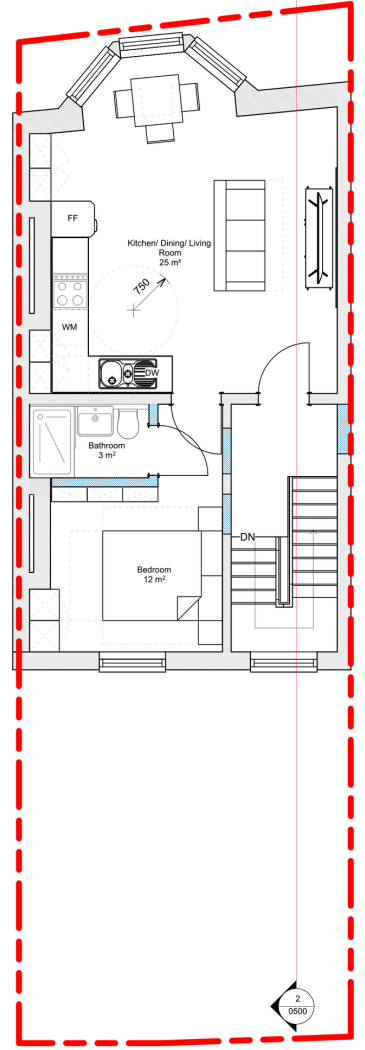 FF
Kitchen/ Dining/ Living
Room
25 m²
750
WM
DW
Bathroom
3 m²
DN
Bedroom
12 m²
2
0500